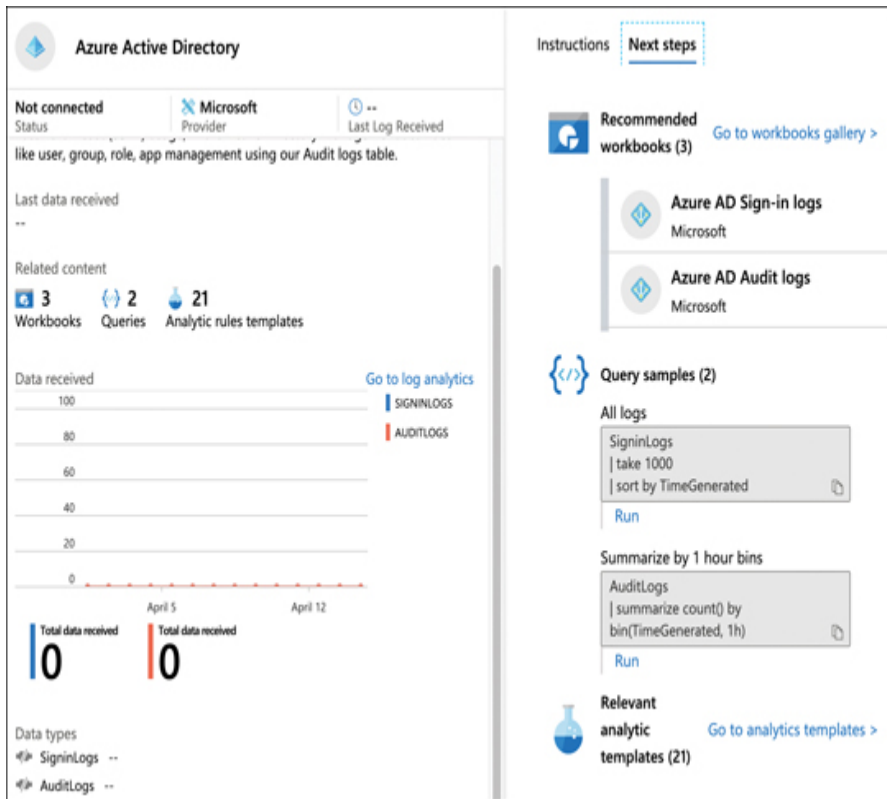 Azure Active Directory
Not connected
Status
Microsoft
Provider
--
Last Log Received
like user, group, role, app management using our Audit logs table.
Last data received
--
Related content
3
Workbooks
2
Queries
21
Analytic rules templates
Data received
Go to log analytics
100
80
60
40
20
0
April 5
April 12
SIGNINLOGS
AUDITLOGS
Total data received
0
Total data received
0
Data types
SigninLogs --
AuditLogs --
Instructions
Next steps
Recommended
workbooks (3)
Go to workbooks gallery >
Azure AD Sign-in logs
Microsoft
Azure AD Audit logs
Microsoft
Query samples (2)
All logs
SigninLogs
| take 1000
| sort by TimeGenerated
Run
Summarize by 1 hour bins
AuditLogs
| summarize count() by
bin(TimeGenerated, 1h)
Run
Relevant
analytic
templates (21)
Go to analytics templates >